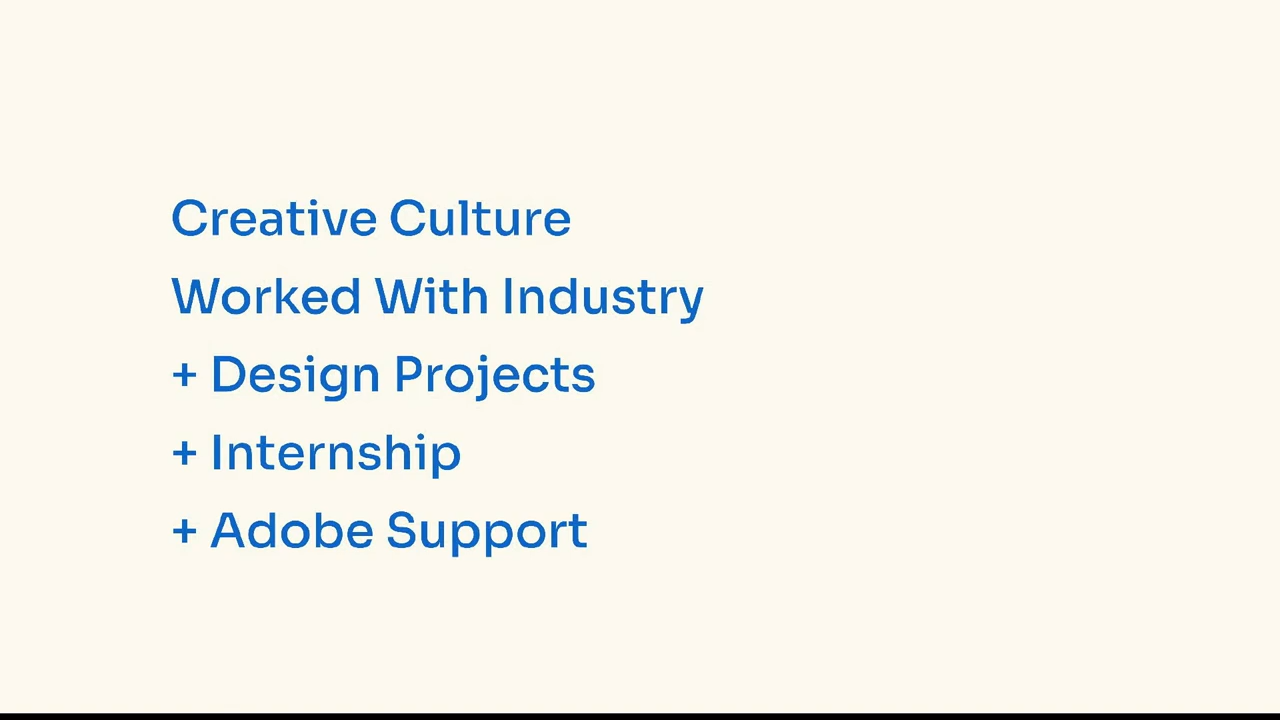 Creative Culture
Worked With Industry
+ Design Projects
+ Internship
+ Adobe Support